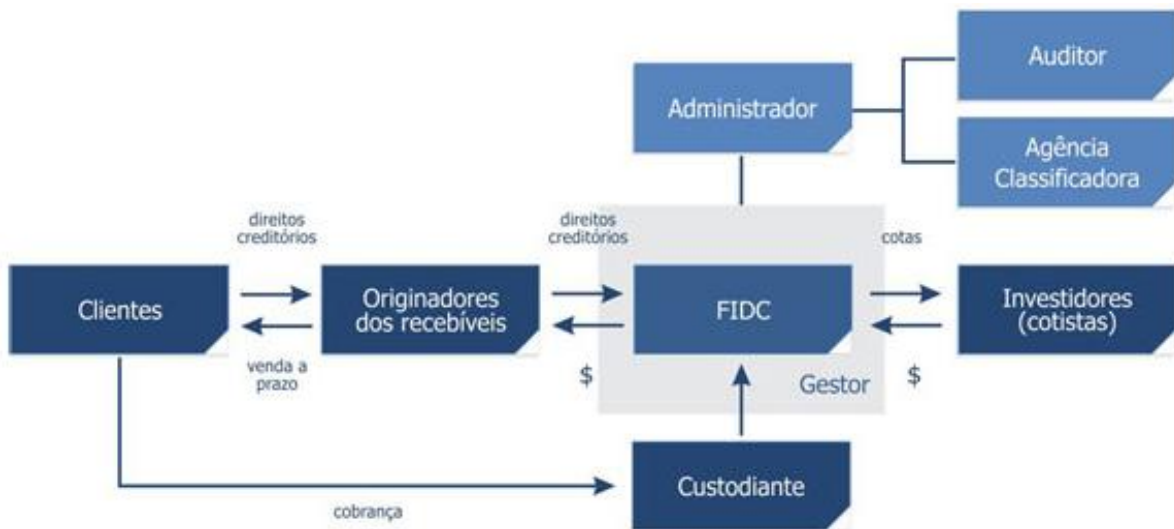 Auditor
Administrador
Agência
Classificadora
direitos
creditórios
direitos
creditórios
cotas
Clientes
Originadores
dos recebíveis
FIDC
Investidores
(cotistas)
venda a
prazo
$
Gestor
$
Custodiante
cobrança